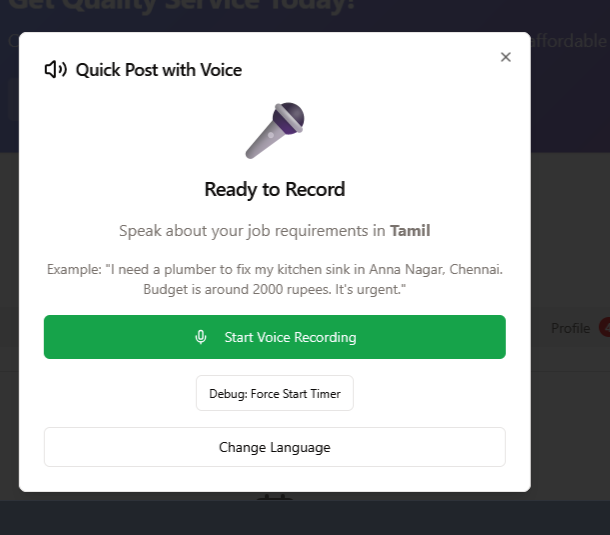 Get Quality Service Today!
affordable
Quick Post with Voice
Ready to Record
Speak about your job requirements in Tamil
Example: "I need a plumber to fix my kitchen sink in Anna Nagar, Chennai.
Budget is around 2000 rupees. It's urgent."
Start Voice Recording
Profile
Debug: Force Start Timer
Change Language